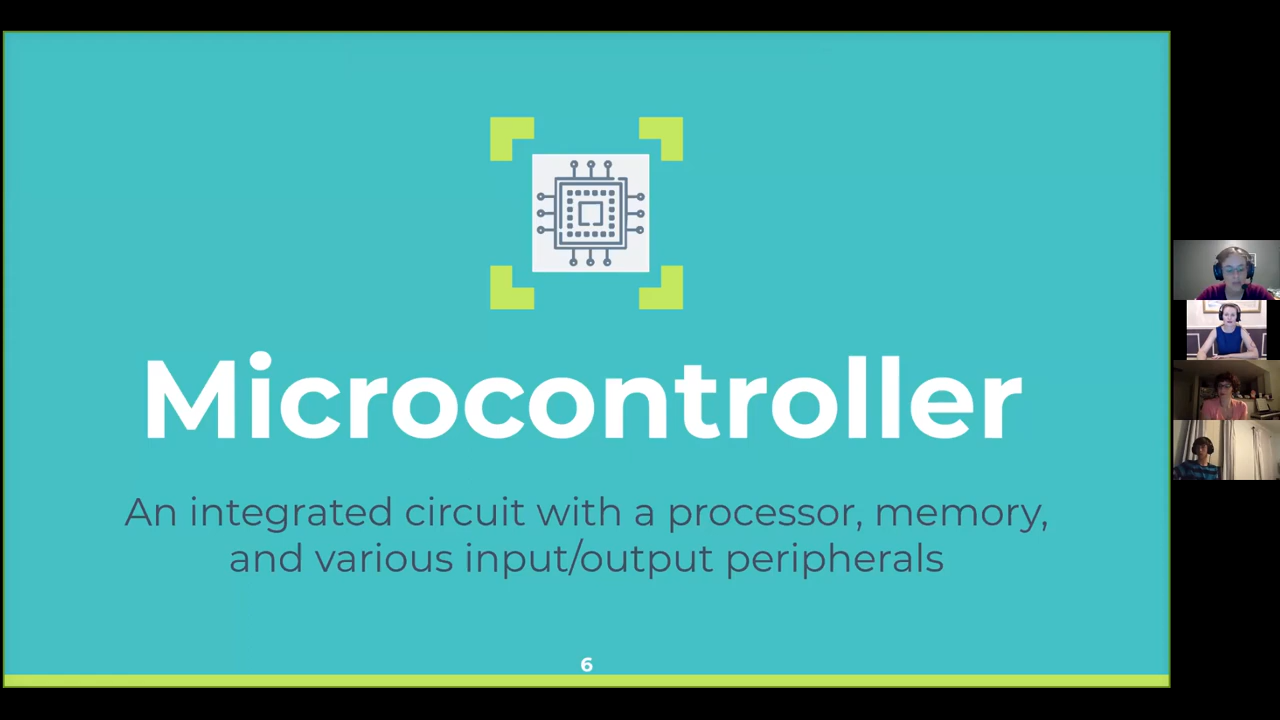 Microcontroller
An integrated circuit with a processor, memory,
and various input/output peripherals
6